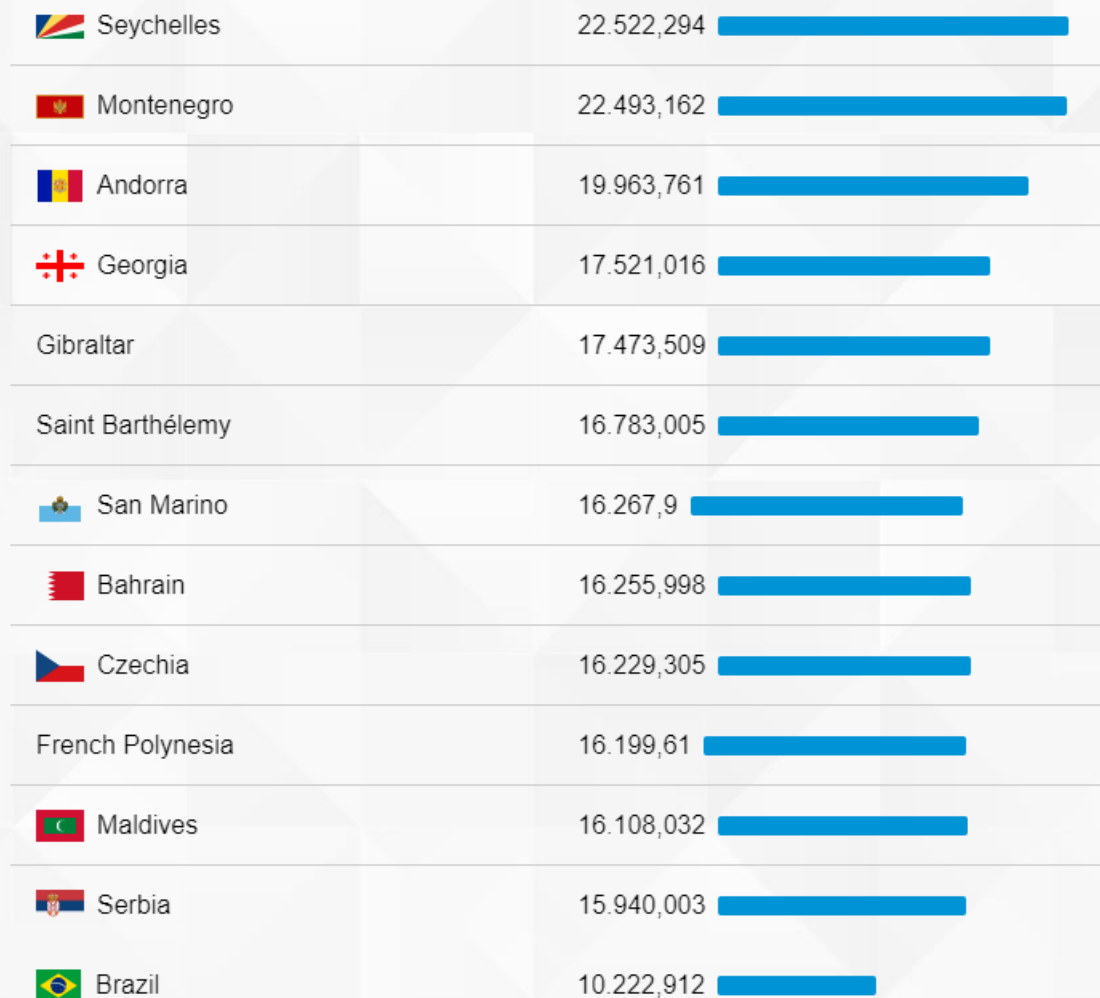 Seychelles 22.522,294
Montenegro 22.493,162
Andorra 19.963,761
Georgia 17.521,016
Gibraltar 17.473,509
Saint Barthélemy 16.783,005
San Marino 16.267,9
Bahrain 16.255,998
Czechia 16.229,305
French Polynesia 16.199,61
Maldives 16.108,032
Serbia 15.940,003
Brazil 10.222,912